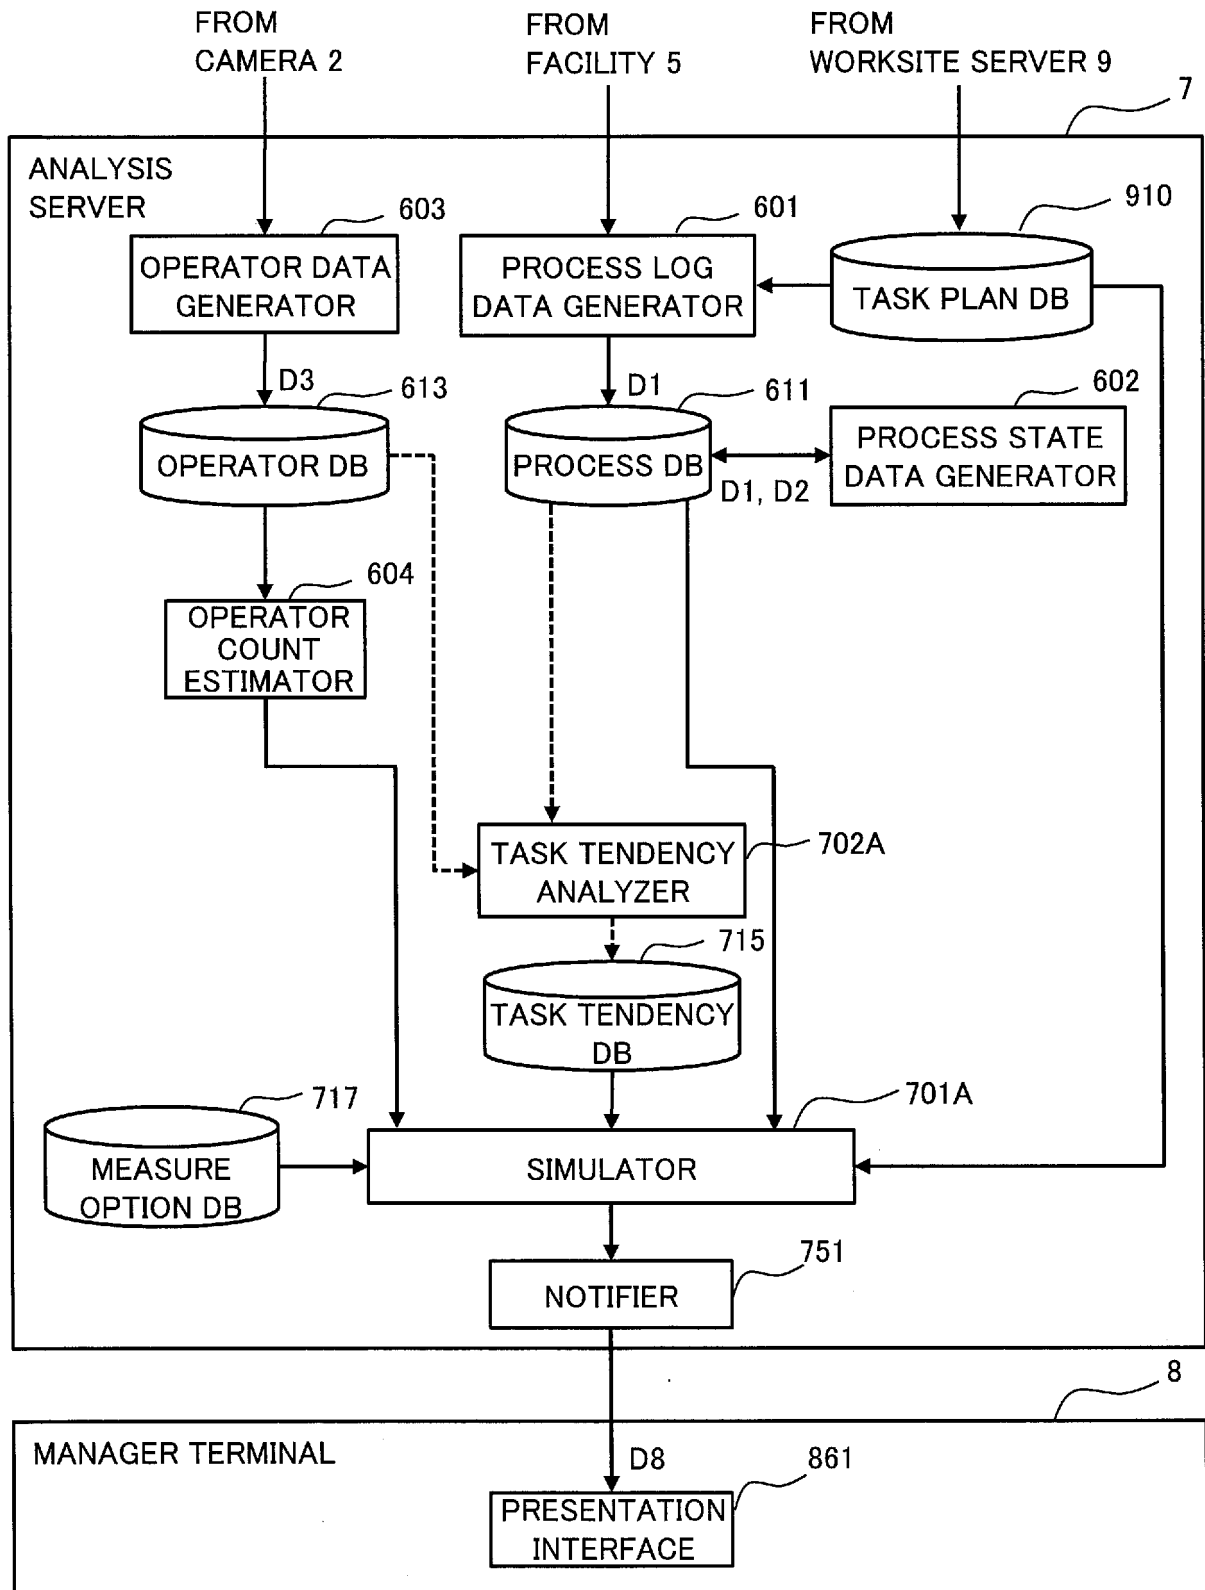 FROM
CAMERA 2
FROM
FACILITY 5
FROM
WORKSITE SERVER 9
7
ANALYSIS
SERVER
603
601
910
OPERATOR DATA
GENERATOR
PROCESS LOG
DATA GENERATOR
TASK PLAN DB
D3
613
D1
611
602
OPERATOR DB
PROCESS DB
PROCESS STATE
DATA GENERATOR
D1, D2
604
OPERATOR
COUNT
ESTIMATOR
TASK TENDENCY
ANALYZER
702A
715
TASK TENDENCY
DB
717
701A
MEASURE
OPTION DB
SIMULATOR
751
NOTIFIER
8
MANAGER TERMINAL
D8
861
PRESENTATION
INTERFACE